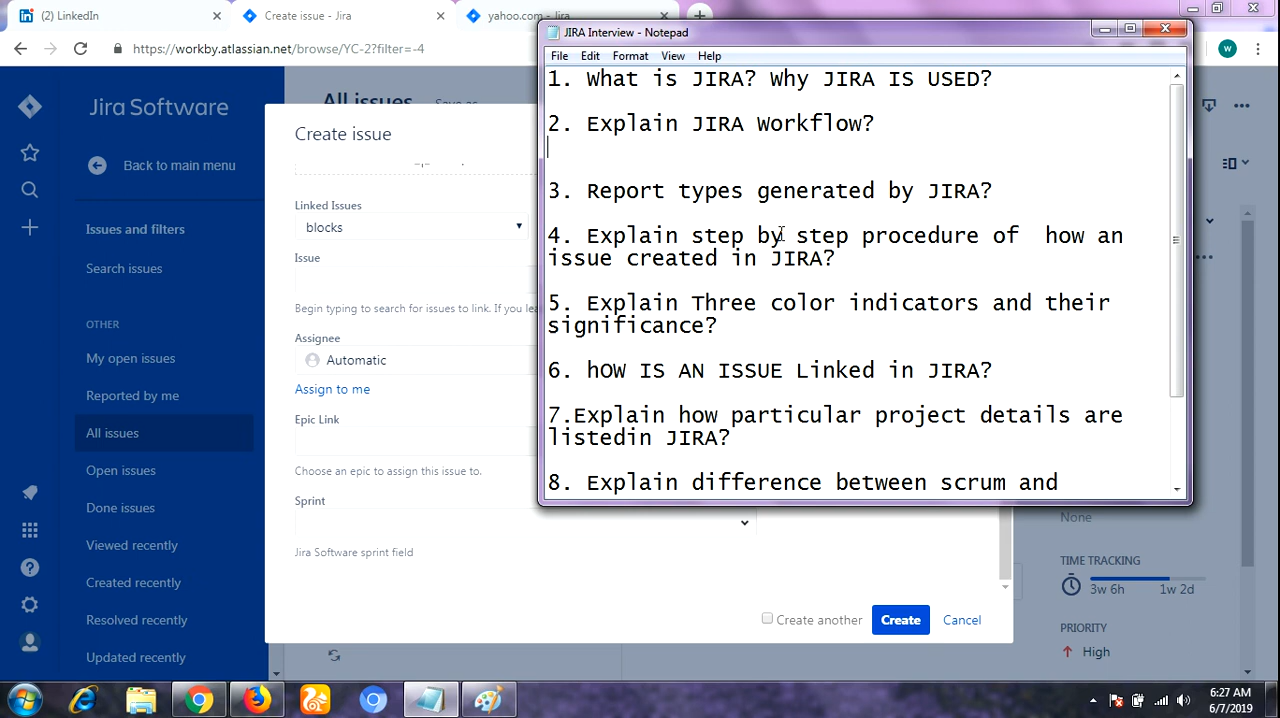 (2) LinkedIn
Create issue - Jira
yahoo.com - Jira
https://workby.atlassian.net/browse/YC-2?filter=-4
w
Jira Software
Back to main menu
Issues and filters
Search issues
OTHER
My open issues
Reported by me
All issues
Open issues
Done issues
Viewed recently
Created recently
Resolved recently
Updated recently
All issues
Save as
Create issue
Linked Issues
blocks
Issue
Begin typing to search for issues to link. If you lea
Assignee
Automatic
Assign to me
Epic Link
Choose an epic to assign this issue to.
Sprint
Jira Software sprint field
Create another
Create
Cancel
JIRA Interview - Notepad
File Edit Format View Help
1. What is JIRA? Why JIRA IS USED?
2. Explain JIRA Workflow?
3. Report types generated by JIRA?
4. Explain step by step procedure of  how an
issue created in JIRA?
5. Explain Three color indicators and their
significance?
6. hOW IS AN ISSUE Linked in JIRA?
7.Explain how particular project details are
listedin JIRA?
8. Explain difference between scrum and
None
TIME TRACKING
3w 6h 1w 2d
PRIORITY
High
6:27 AM
6/7/2019